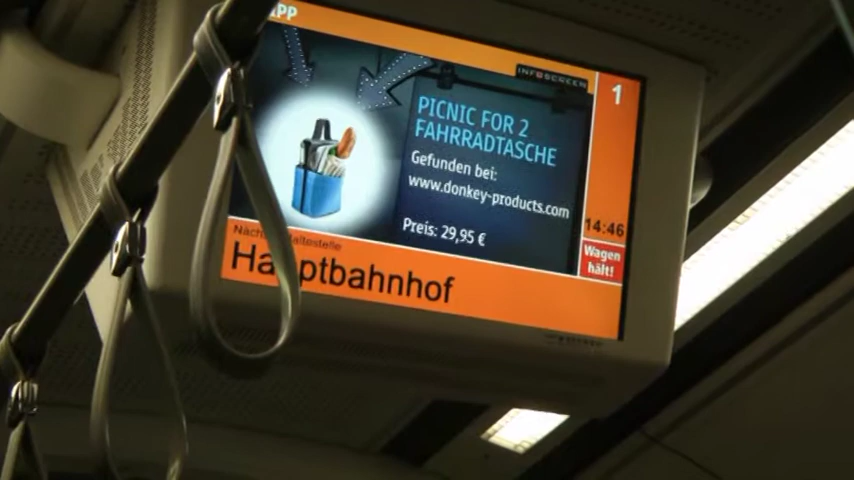 INFOSCREEN
1
PICNIC FOR 2
FAHRRADTASCHE
Gefunden bei:
www.donkey-products.com
Preis: 29,95 €
14:46
Wagen
hält!
Hauptbahnhof